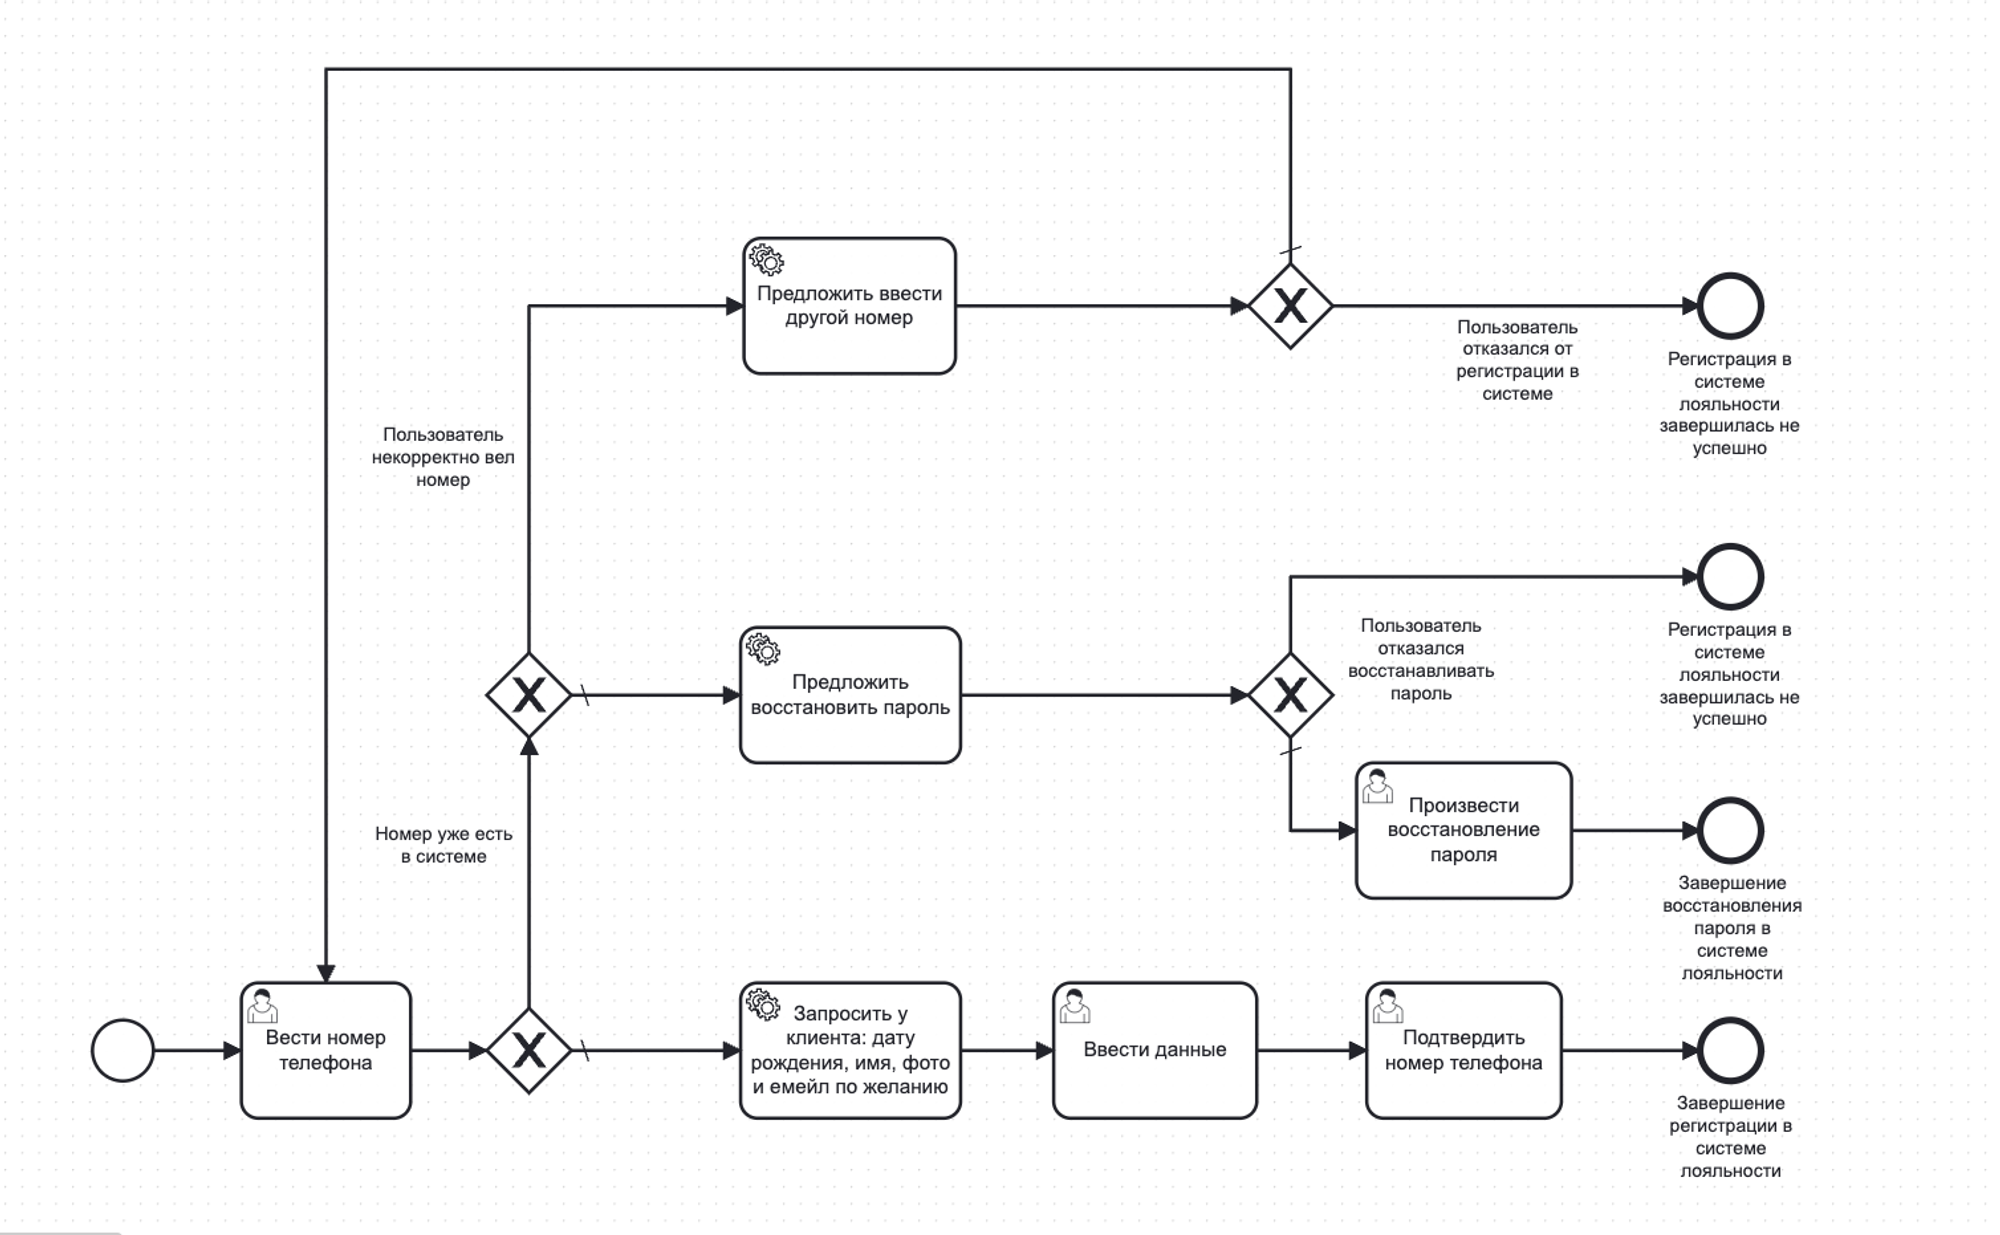 Предложить ввести
другой номер
Пользователь
отказался от
регистрации в
системе
Регистрация в
системе
лояльности
завершилась не
успешно
Пользователь
некорректно вел
номер
Предложить
восстановить пароль
Пользователь
отказался
восстанавливать
пароль
Регистрация в
системе
лояльности
завершилась не
успешно
Произвести
восстановление
пароля
Номер уже есть
в системе
Завершение
восстановления
пароля в
системе
лояльности
Вести номер
телефона
Запросить у
клиента: дату
рождения, имя, фото
и емейл по желанию
Ввести данные
Подтвердить
номер телефона
Завершение
регистрации в
системе
лояльности